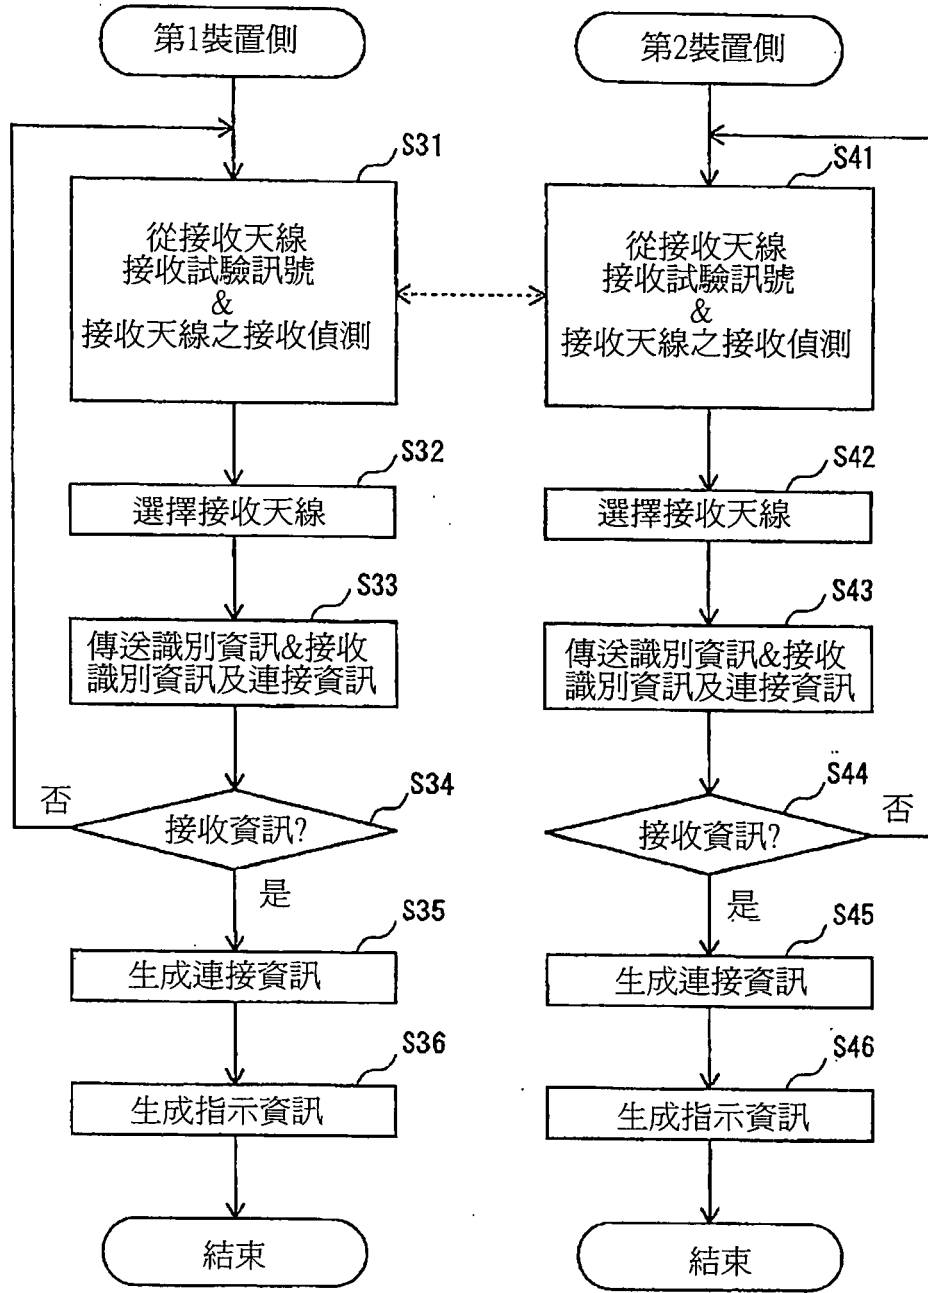 第1裝置側
S31
從接收天線
接收試驗訊號
&
接收天線之接收偵測
S32
選擇接收天線
S33
傳送識別資訊&接收
識別資訊及連接資訊
S34
接收資訊?
否
是
S35
生成連接資訊
S36
生成指示資訊
結束
第2裝置側
S41
從接收天線
接收試驗訊號
&
接收天線之接收偵測
S42
選擇接收天線
S43
傳送識別資訊&接收
識別資訊及連接資訊
S44
接收資訊?
否
是
S45
生成連接資訊
S46
生成指示資訊
結束